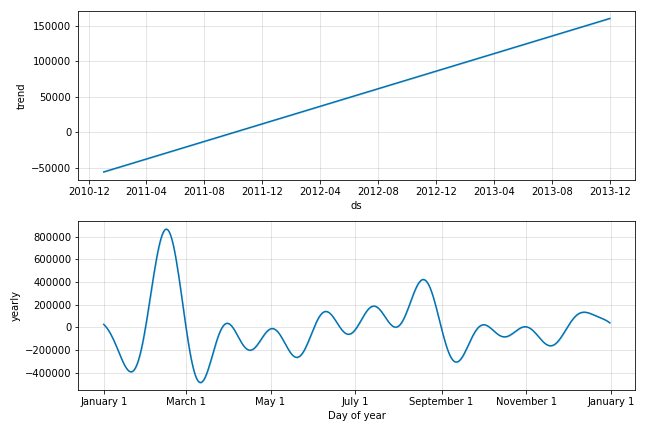 150000
100000
50000
0
−50000
trend
2010-12 2011-04 2011-08 2011-12 2012-04 2012-08 2012-12 2013-04 2013-08 2013-12
ds
800000
600000
400000
200000
0
−200000
−400000
yearly
January 1 March 1 May 1 July 1 September 1 November 1 January 1
Day of year